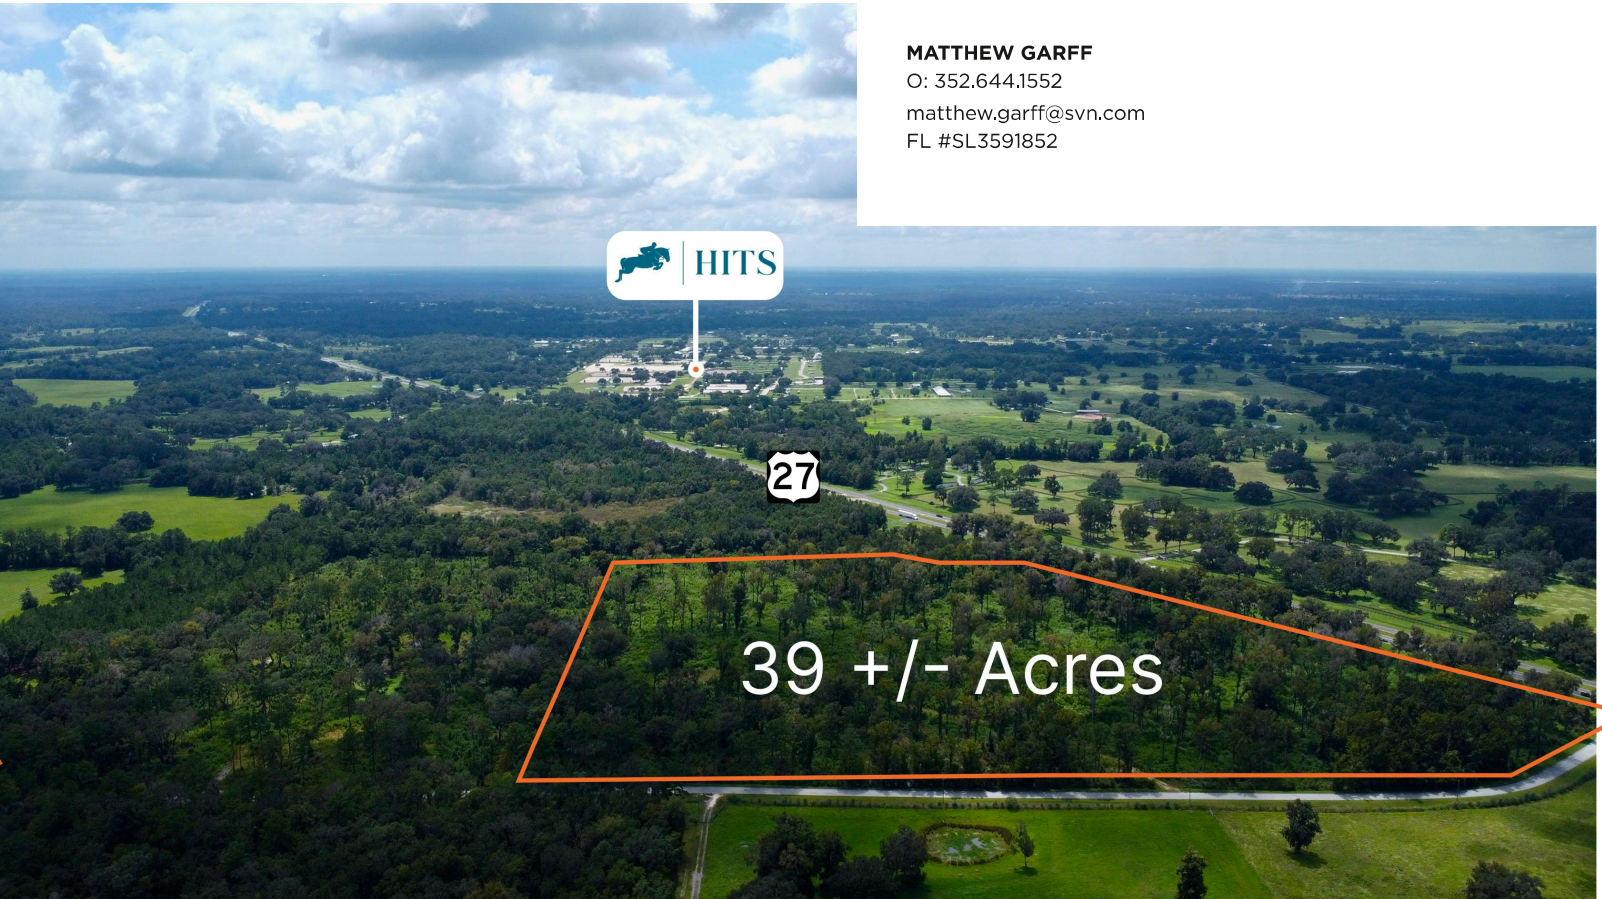 MATTHEW GARFF
O: 352.644.1552
matthew.garff@svn.com
FL #SL3591852
HITS
27
39 +/- Acres